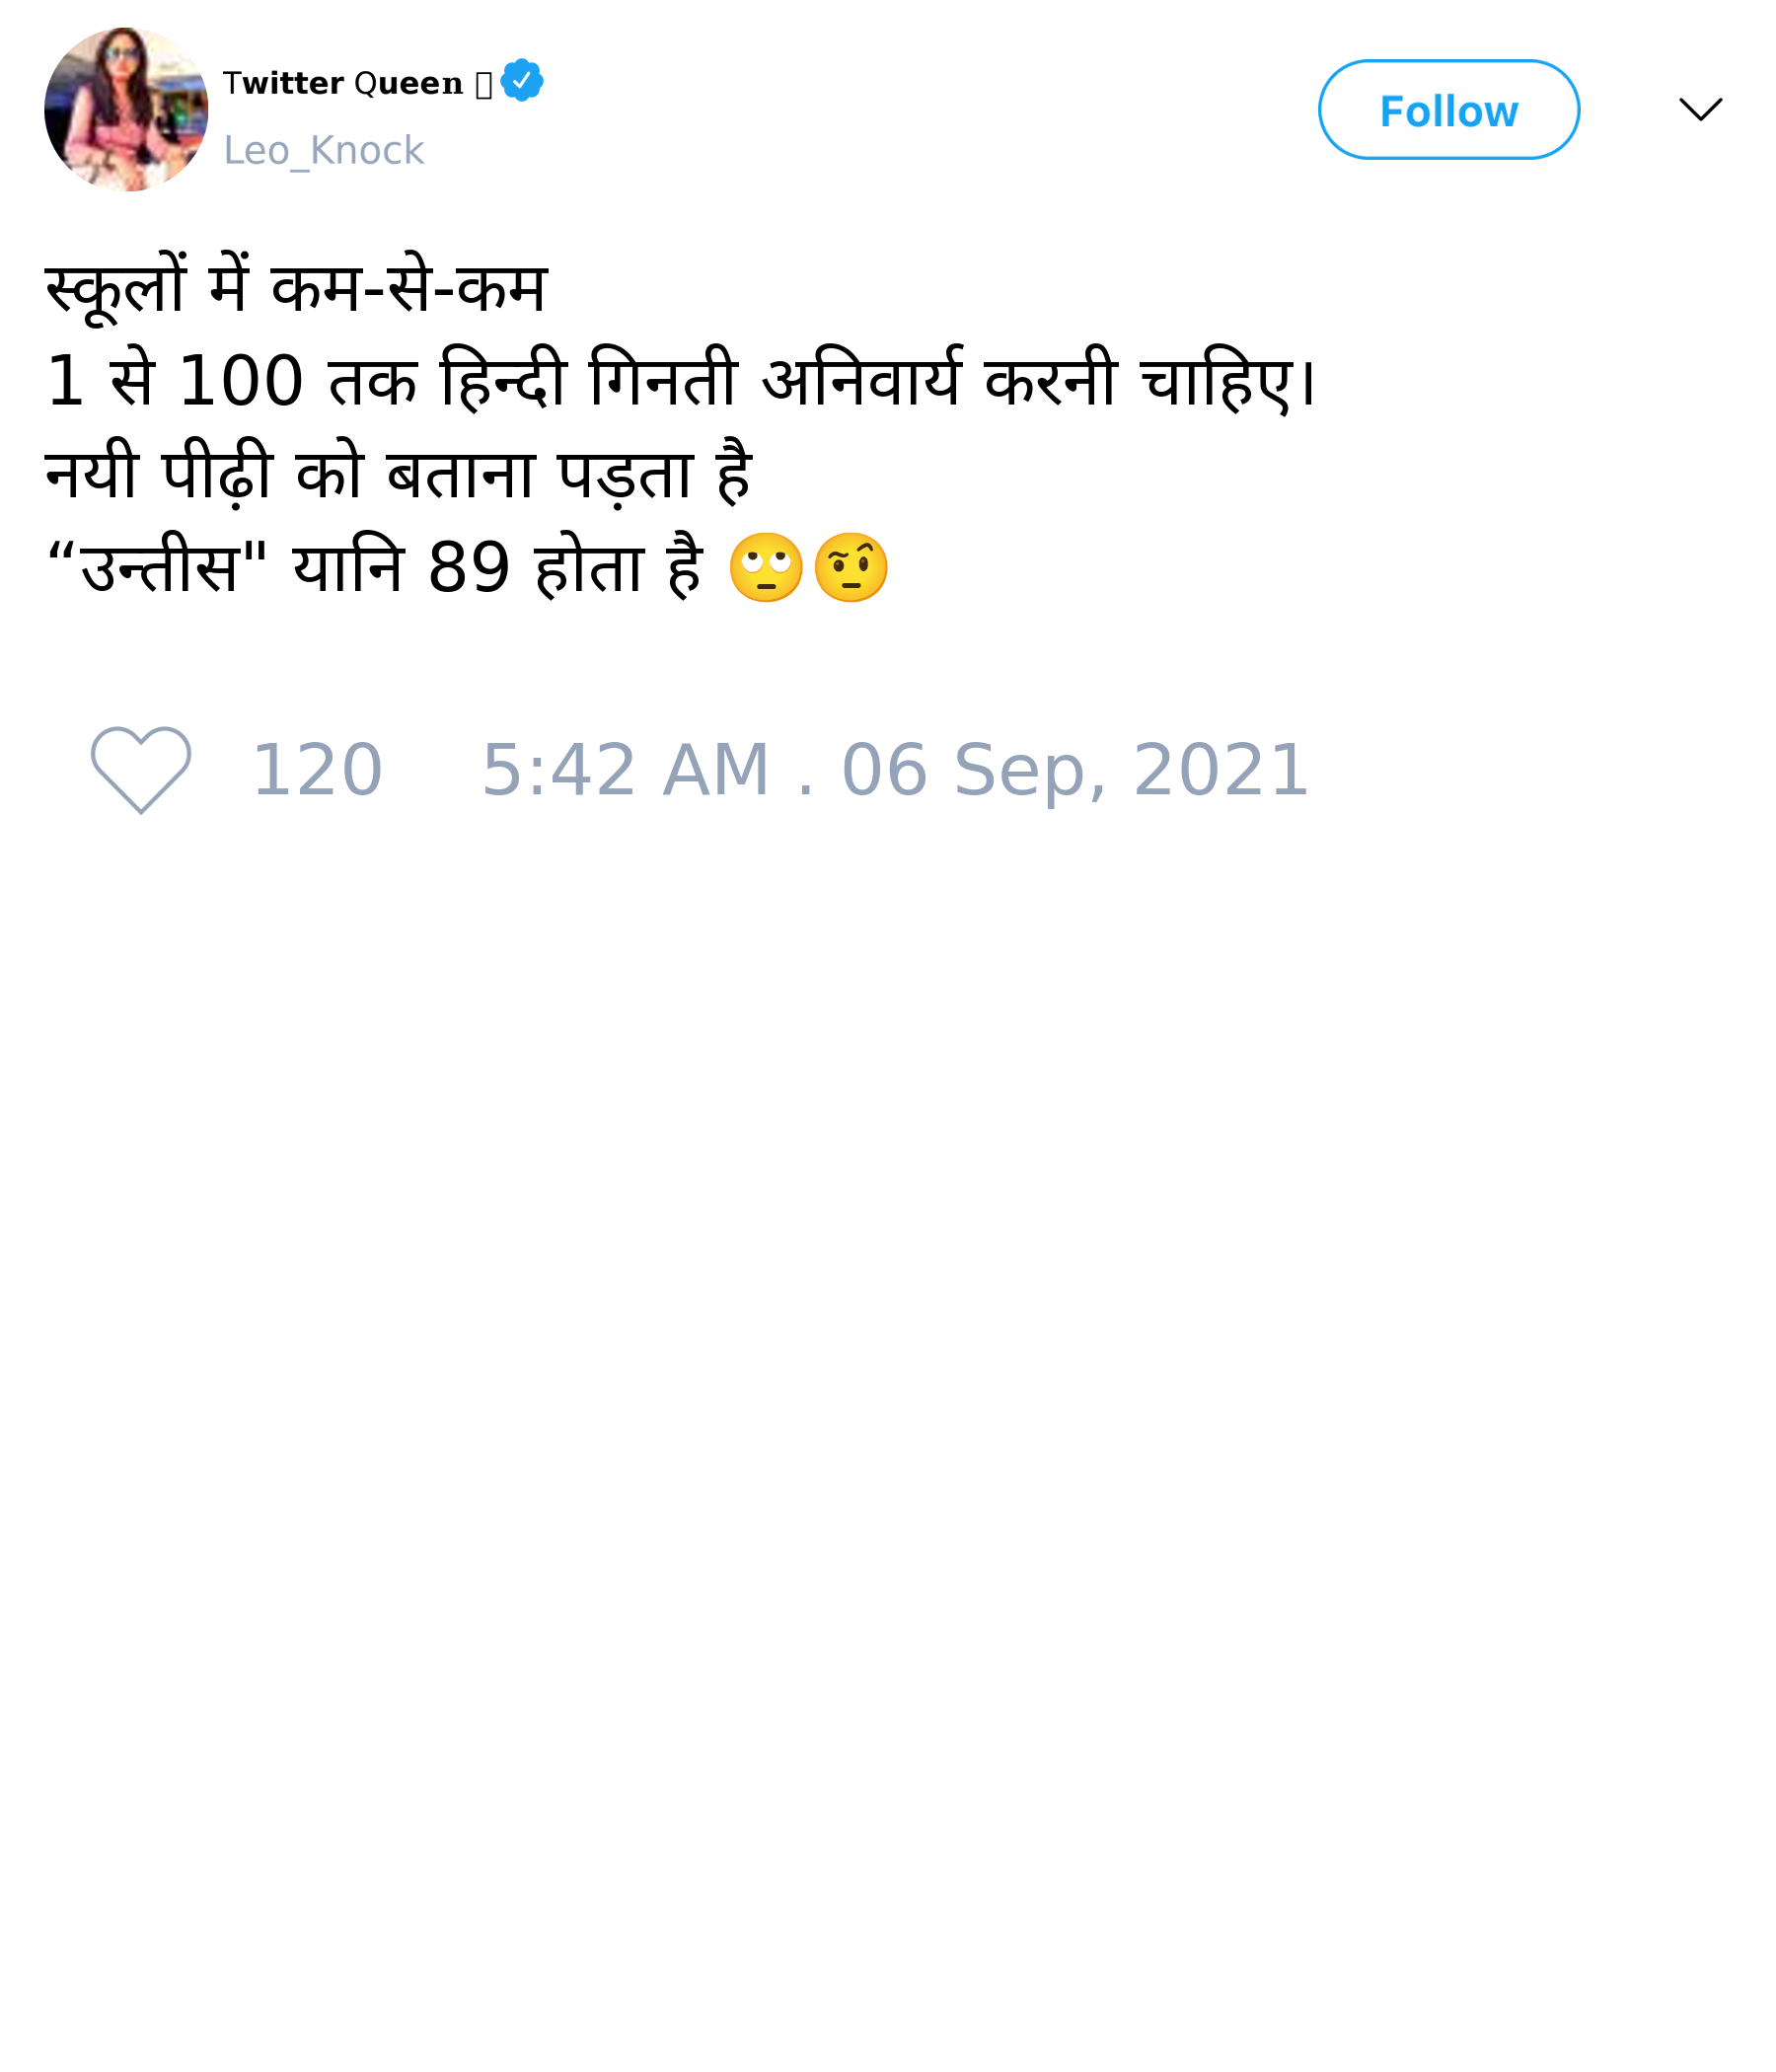 Twitter Queen
Leo_Knock
Follow
स्कूलों में कम-से-कम
1 से 100 तक हिन्दी गिनती अनिवार्य करनी चाहिए।
नयी पीढ़ी को बताना पड़ता है
“उन्तीस" यानि 89 होता है 🙄🤨
120 5:42 AM . 06 Sep, 2021